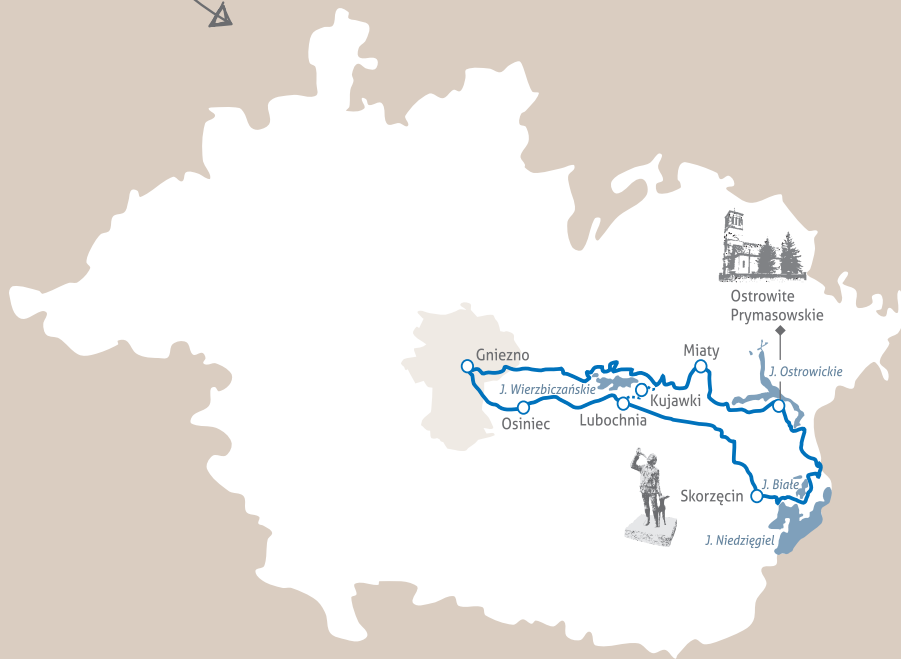 Ostrowite
Prymasowskie
Gniezno
Miaty
J. Ostrowickie
J. Wierzbiczańskie
Kujawki
Osiniec
Lubochnia
Skorzęcin
J. Białe
J. Niedzięgiel